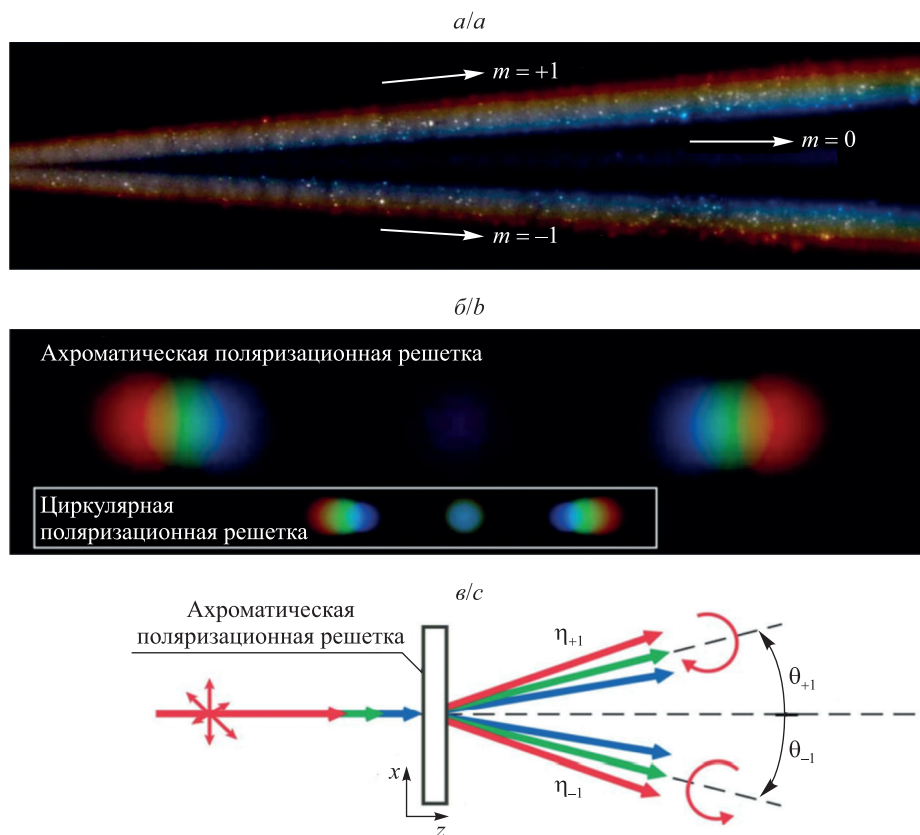 а/a
m = +1
m = 0
m = –1
б/b
Ахроматическая поляризационная решетка
Циркулярная
поляризационная решетка
в/c
Ахроматическая
поляризационная решетка
η+1
θ+1
θ–1
η–1
x
z